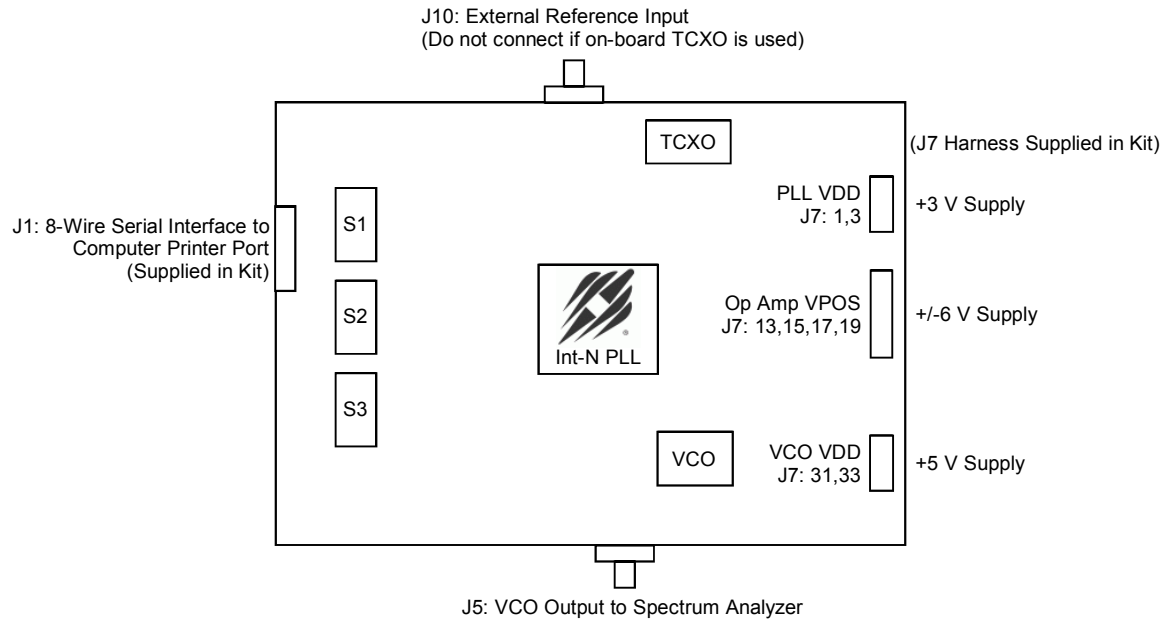 J10: External Reference Input
(Do not connect if on-board TCXO is used)
TCXO
(J7 Harness Supplied in Kit)
PLL VDD
J7: 1,3
+3 V Supply
J1: 8-Wire Serial Interface to
Computer Printer Port
(Supplied in Kit)
S1
S2
S3
®
Int-N PLL
Op Amp VPOS
J7: 13,15,17,19
+/-6 V Supply
VCO
VCO VDD
J7: 31,33
+5 V Supply
J5: VCO Output to Spectrum Analyzer